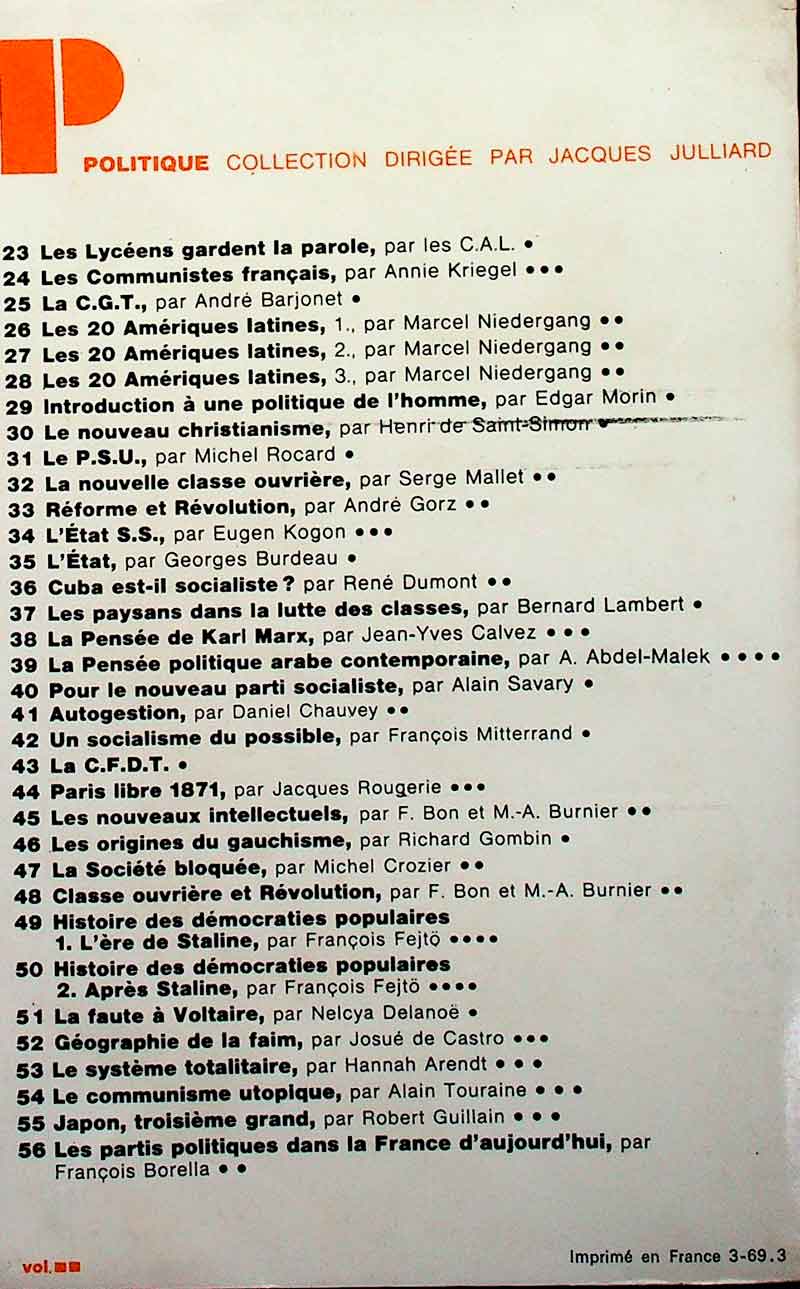 P
POLITIQUE COLLECTION DIRIGÉE PAR JACQUES JULLIARD
23 Les Lycéens gardent la parole, par les C.A.L. •
24 Les Communistes français, par Annie Kriegel •••
25 La C.G.T., par André Barjonet •
26 Les 20 Amériques latines, 1., par Marcel Niedergang ••
27 Les 20 Amériques latines, 2., par Marcel Niedergang ••
28 Les 20 Amériques latines, 3., par Marcel Niedergang ••
29 Introduction à une politique de l'homme, par Edgar Morin •
30 Le nouveau christianisme, par Henri de Saint-Simon •
31 Le P.S.U., par Michel Rocard •
32 La nouvelle classe ouvrière, par Serge Mallet ••
33 Réforme et Révolution, par André Gorz ••
34 L'État S.S., par Eugen Kogon •••
35 L'État, par Georges Burdeau •
36 Cuba est-il socialiste ? par René Dumont ••
37 Les paysans dans la lutte des classes, par Bernard Lambert •
38 La Pensée de Karl Marx, par Jean-Yves Calvez •••
39 La Pensée politique arabe contemporaine, par A. Abdel-Malek ••••
40 Pour le nouveau parti socialiste, par Alain Savary •
41 Autogestion, par Daniel Chauvey ••
42 Un socialisme du possible, par François Mitterrand •
43 La C.F.D.T. •
44 Paris libre 1871, par Jacques Rougerie •••
45 Les nouveaux intellectuels, par F. Bon et M.-A. Burnier ••
46 Les origines du gauchisme, par Richard Gombin •
47 La Société bloquée, par Michel Crozier ••
48 Classe ouvrière et Révolution, par F. Bon et M.-A. Burnier ••
49 Histoire des démocraties populaires
1. L'ère de Staline, par François Fejtö ••••
50 Histoire des démocraties populaires
2. Après Staline, par François Fejtö ••••
51 La faute à Voltaire, par Nelcya Delanoë •
52 Géographie de la faim, par Josué de Castro •••
53 Le système totalitaire, par Hannah Arendt •••
54 Le communisme utopique, par Alain Touraine •••
55 Japon, troisième grand, par Robert Guillain •••
56 Les partis politiques dans la France d'aujourd'hui, par
François Borella ••
vol. ■■
Imprimé en France 3-69.3